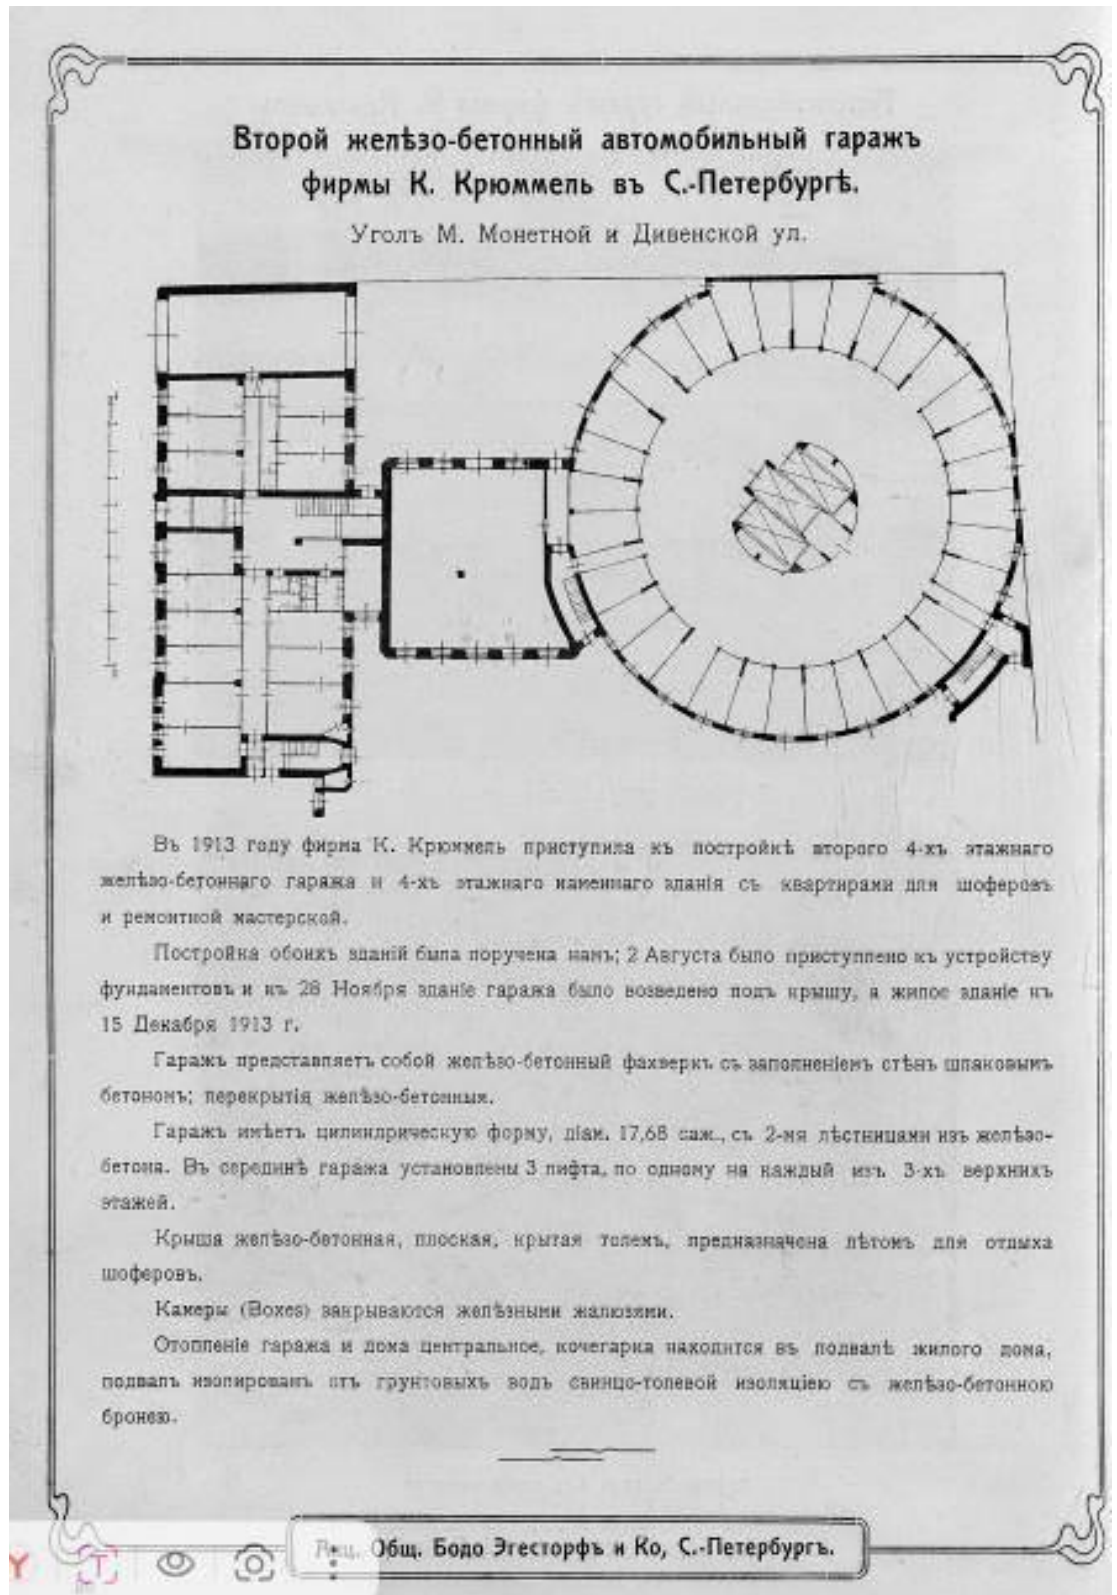 Второй желѣзо-бетонный автомобильный гаражъ
фирмы К. Крюммель въ С.-Петербургѣ.
Уголъ М. Монетной и Дивенской ул.
Въ 1913 году фирма К. Крюммель приступила къ постройкѣ второго 4-хъ этажнаго
желѣзо-бетоннаго гаража и 4-хъ этажнаго каменнаго зданія съ квартирами для шоферовъ
и ремонтной мастерской.
Постройка обоихъ зданій была поручена намъ; 2 Августа было приступлено къ устройству
фундаментовъ и къ 28 Ноября зданіе гаража было возведено подъ крышу, а жилое зданіе къ
15 Декабря 1913 г.
Гаражъ представляетъ собой желѣзо-бетонный фахверкъ съ заполненіемъ стѣнъ шлаковымъ
бетономъ; перекрытія желѣзо-бетонныя.
Гаражъ имѣетъ цилиндрическую форму, діам. 17,68 саж., съ 2-мя лѣстницами изъ желѣзо-
бетона. Въ серединѣ гаража установлены 3 лифта, по одному на каждый изъ 3-хъ верхнихъ
этажей.
Крыша желѣзо-бетонная, плоская, крытая толемъ, предназначена лѣтомъ для отдыха
шоферовъ.
Камеры (Boxes) закрываются желѣзными жалюзями.
Отопленіе гаража и дома центральное, кочегарка находится въ подвалѣ жилого дома,
подвалъ изолированъ отъ грунтовыхъ водъ свинцо-толевой изоляціею съ желѣзо-бетонною
бронею.
Общ. Бодо Эгесторфъ и Ко, С.-Петербургъ.